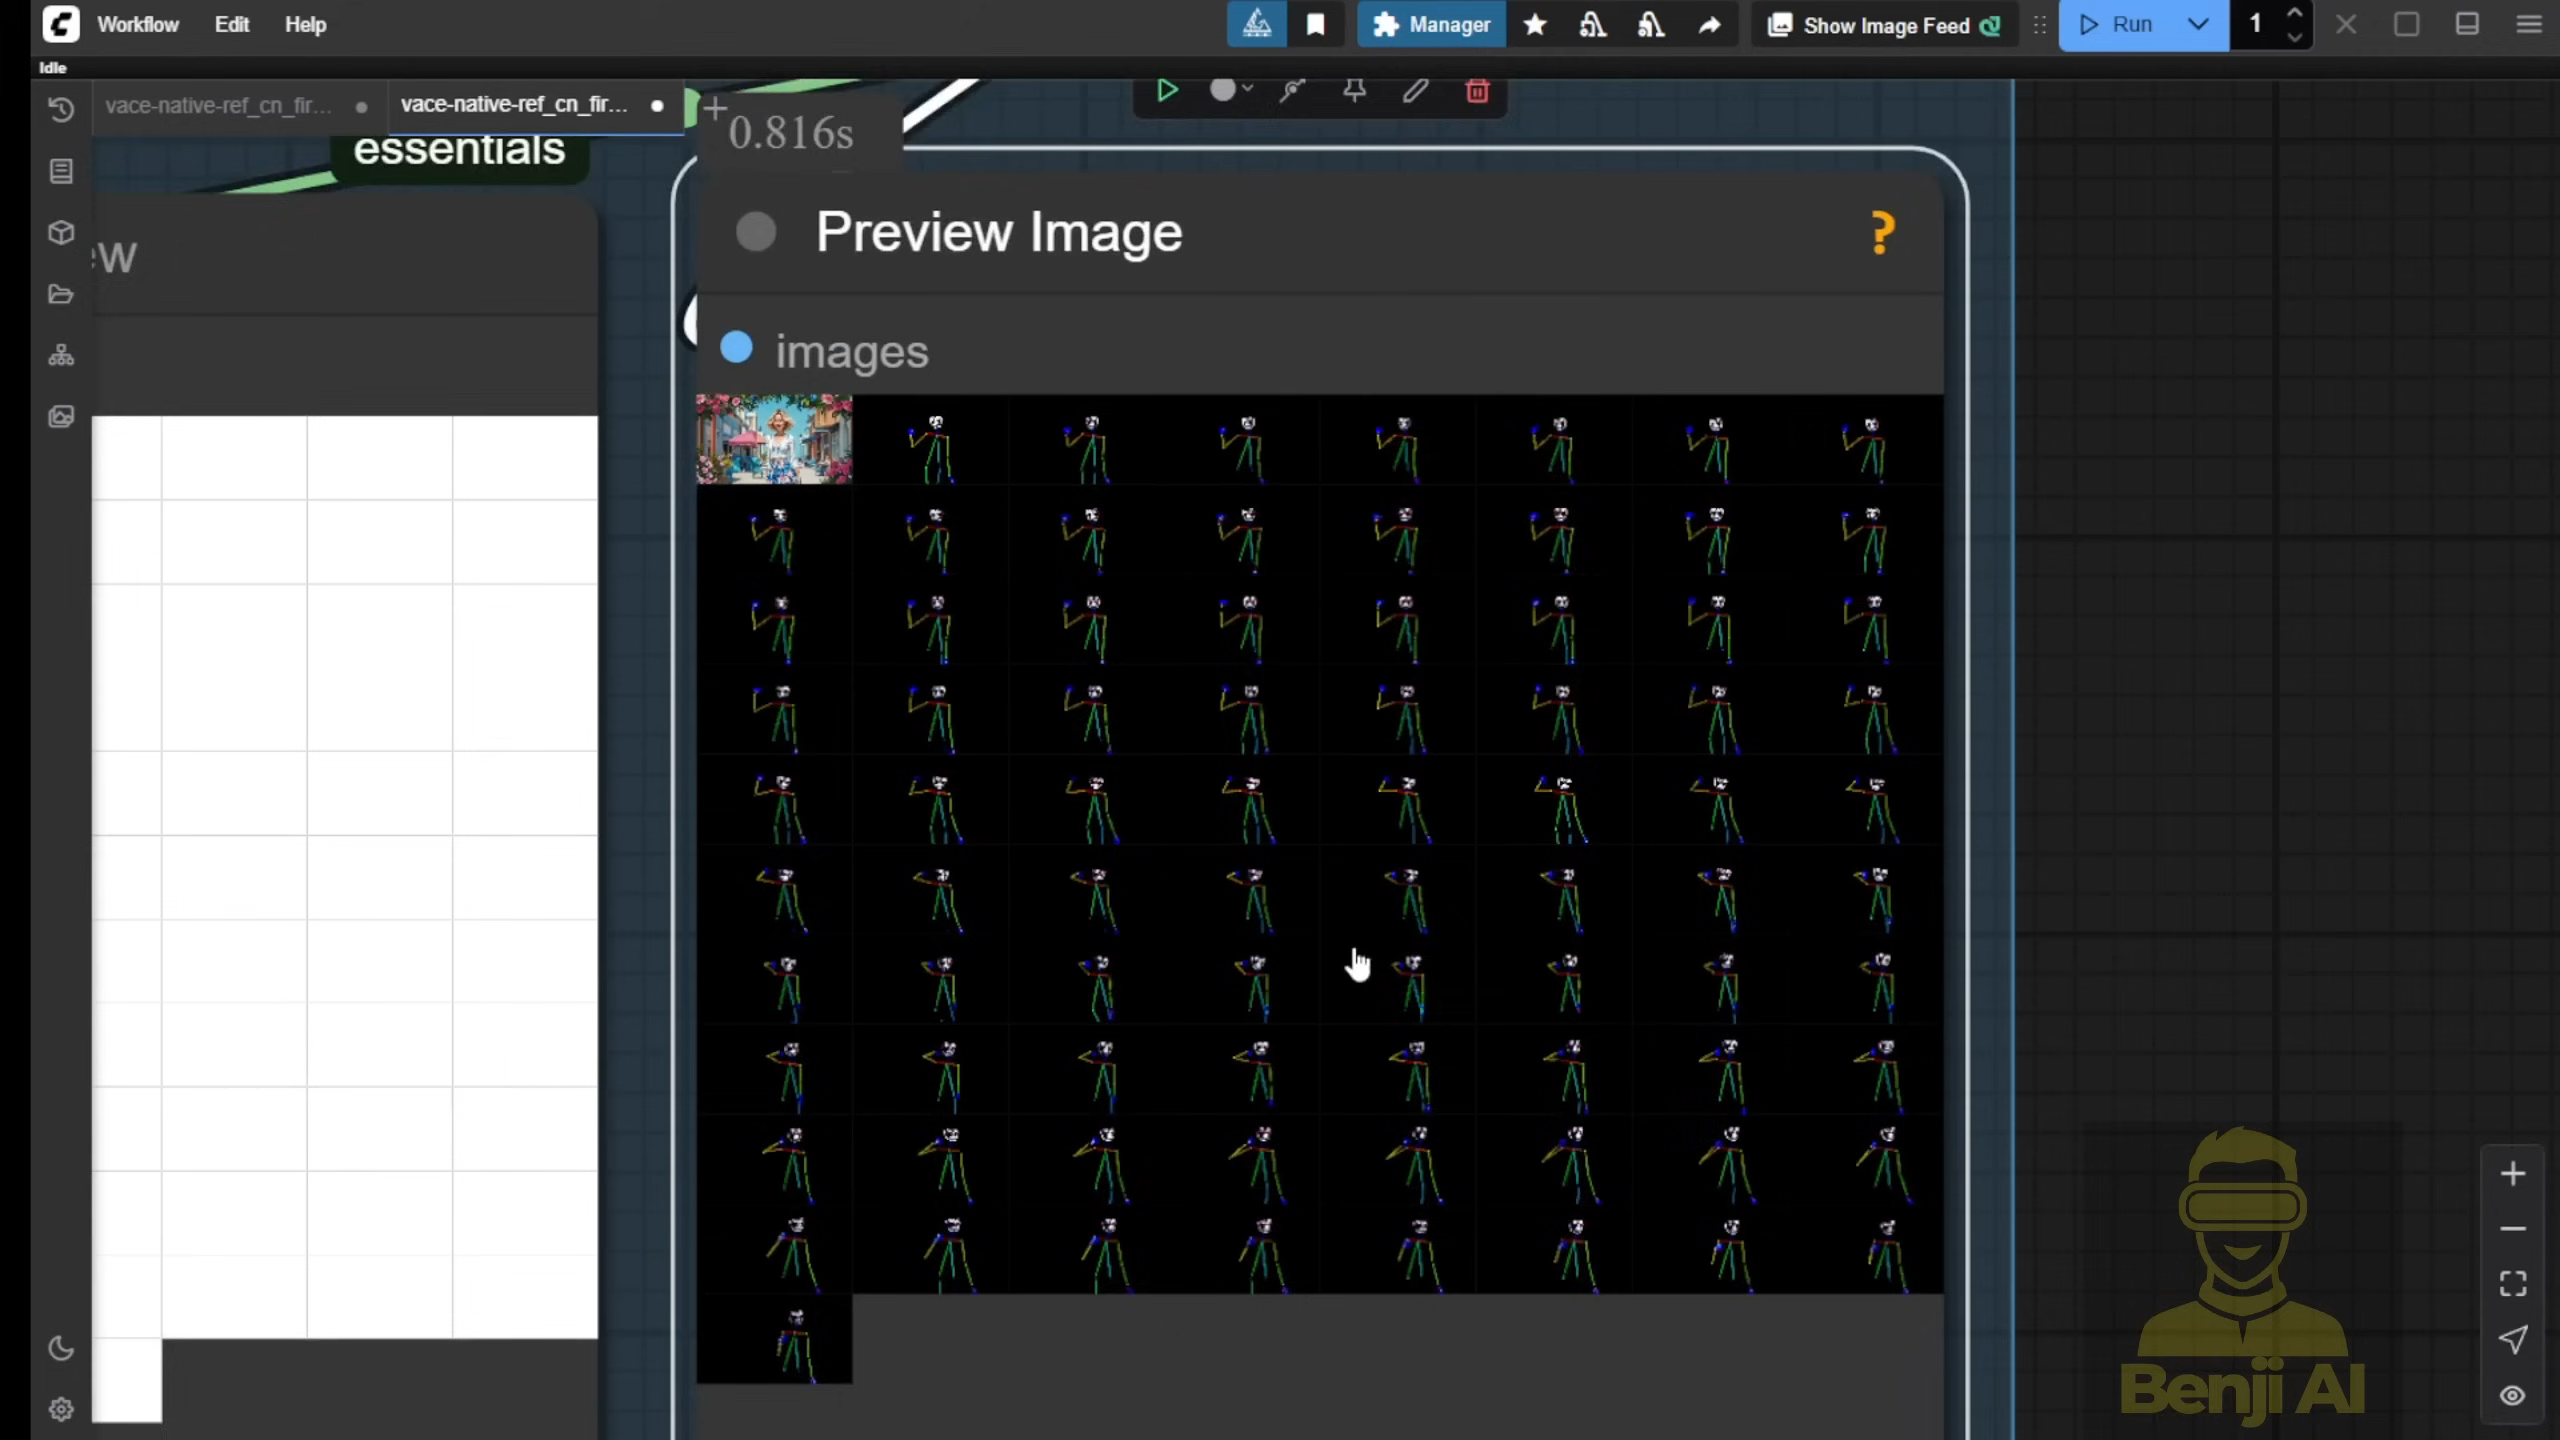 Workflow Edit Help
Manager
Show Image Feed
Run
1
Idle
vace-native-ref_cn_fir...
vace-native-ref_cn_fir...
0.816s
essentials
Preview Image
?
ew
images
Benji AI